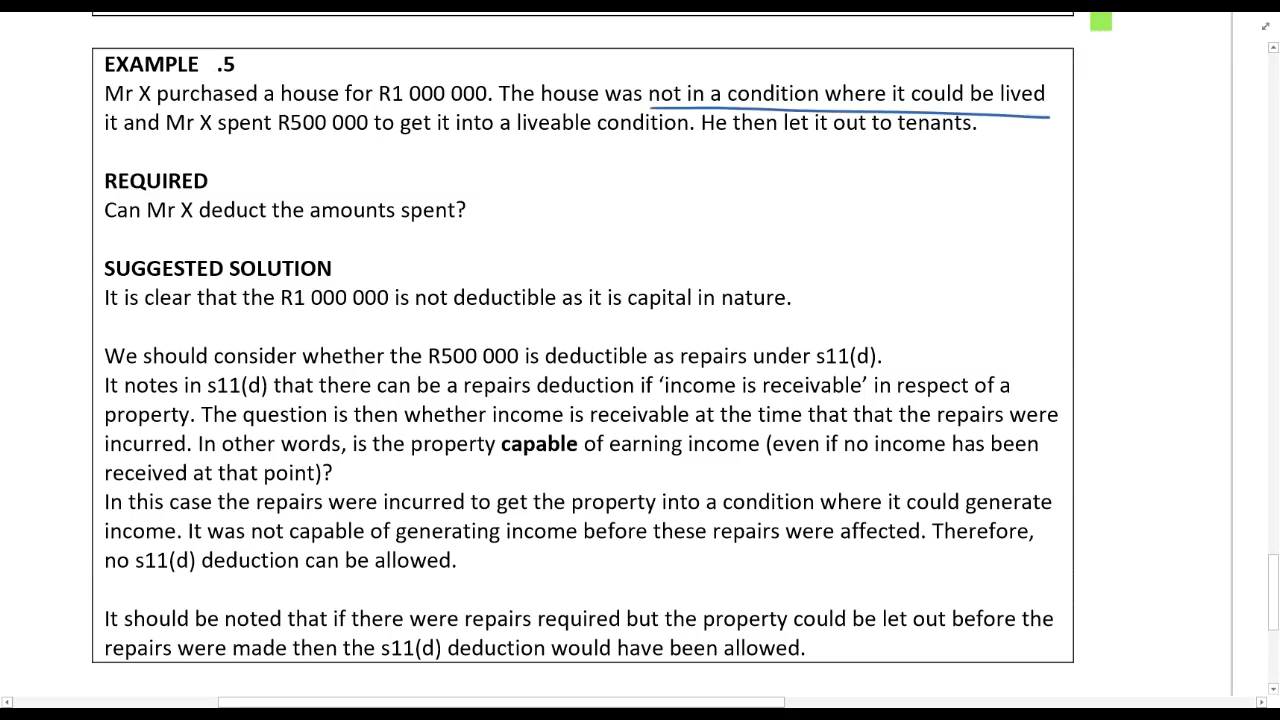 EXAMPLE .5
Mr X purchased a house for R1 000 000. The house was not in a condition where it could be lived
it and Mr X spent R500 000 to get it into a liveable condition. He then let it out to tenants.
REQUIRED
Can Mr X deduct the amounts spent?
SUGGESTED SOLUTION
It is clear that the R1 000 000 is not deductible as it is capital in nature.
We should consider whether the R500 000 is deductible as repairs under s11(d).
It notes in s11(d) that there can be a repairs deduction if ‘income is receivable’ in respect of a
property. The question is then whether income is receivable at the time that that the repairs were
incurred. In other words, is the property capable of earning income (even if no income has been
received at that point)?
In this case the repairs were incurred to get the property into a condition where it could generate
income. It was not capable of generating income before these repairs were affected. Therefore,
no s11(d) deduction can be allowed.
It should be noted that if there were repairs required but the property could be let out before the
repairs were made then the s11(d) deduction would have been allowed.